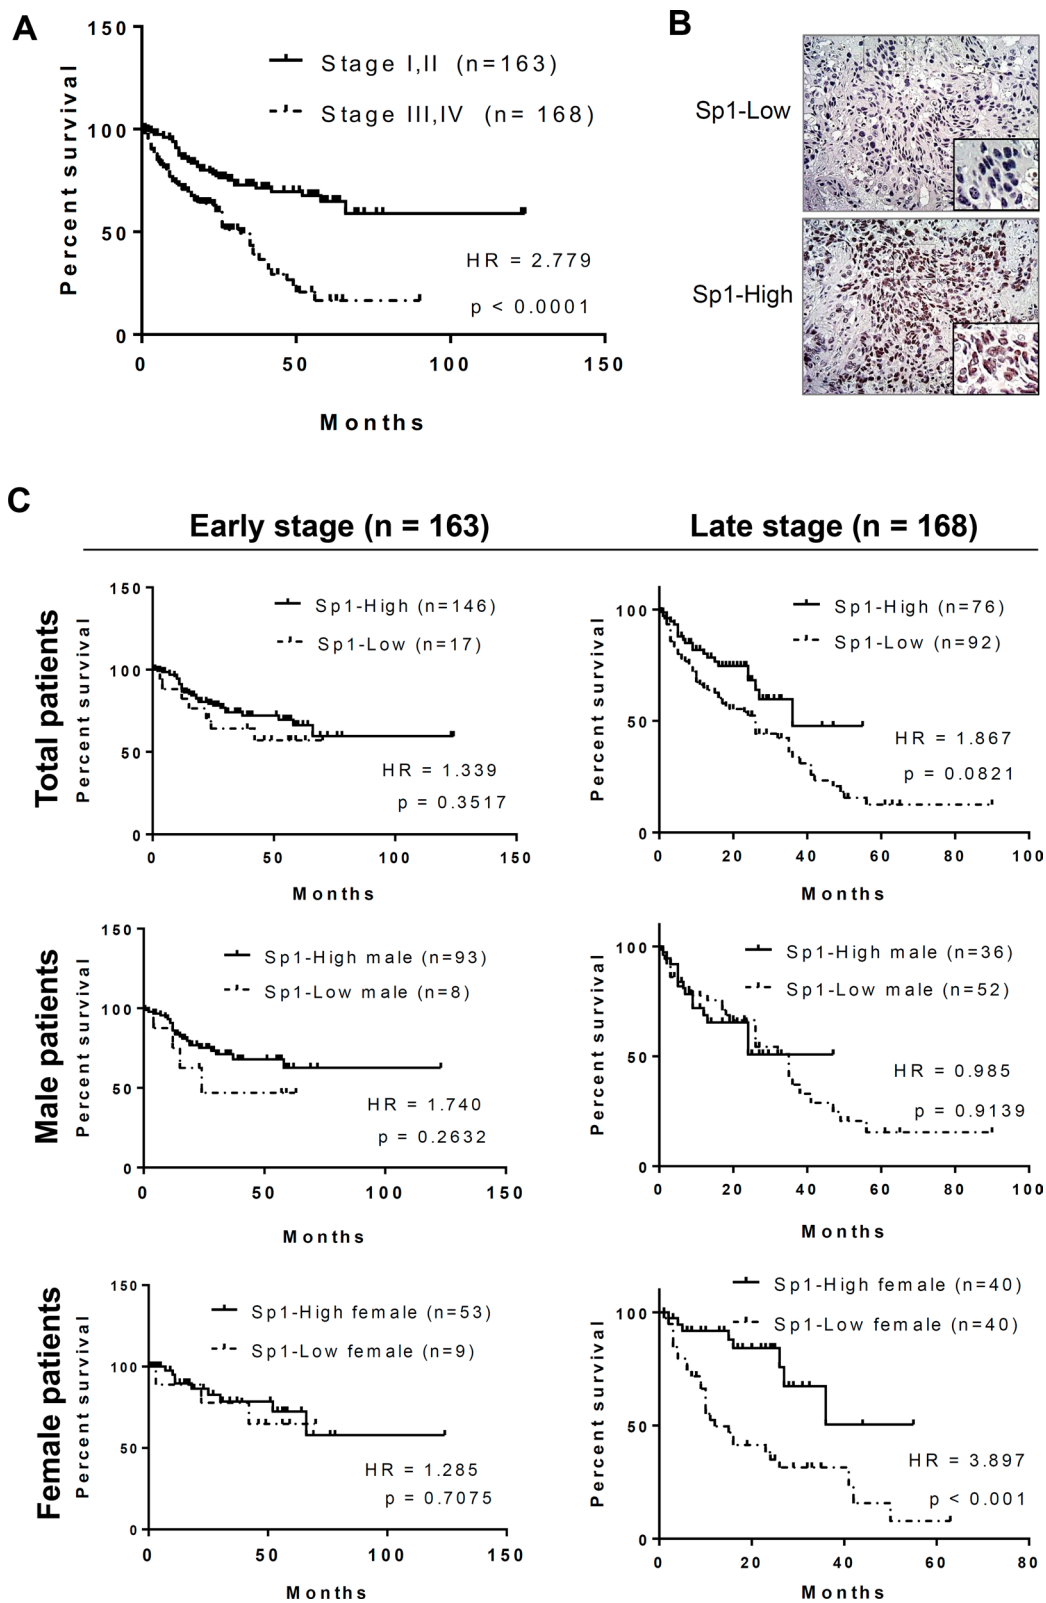 A
B
150
100
50
0
Percent survival
Stage I,II (n=163)
Stage III,IV (n= 168)
HR = 2.779
p < 0.0001
0 50 100 150
Months
Sp1-Low
Sp1-High
C
Early stage (n = 163)
Late stage (n = 168)
Total patients
150
100
50
0
Percent survival
Sp1-High (n=146)
Sp1-Low (n=17)
HR = 1.339
p = 0.3517
0 50 100 150
Months
100
50
0
Percent survival
Sp1-High (n=76)
Sp1-Low (n=92)
HR = 1.867
p = 0.0821
0 20 40 60 80 100
Months
Male patients
150
100
50
0
Percent survival
Sp1-High male (n=93)
Sp1-Low male (n=8)
HR = 1.740
p = 0.2632
0 50 100 150
Months
100
50
0
Percent survival
Sp1-High male (n=36)
Sp1-Low male (n=52)
HR = 0.985
p = 0.9139
0 20 40 60 80 100
Months
Female patients
150
100
50
0
Percent survival
Sp1-High female (n=53)
Sp1-Low female (n=9)
HR = 1.285
p = 0.7075
0 50 100 150
Months
100
50
0
Percent survival
Sp1-High female (n=40)
Sp1-Low female (n=40)
HR = 3.897
p < 0.001
0 20 40 60 80
Months